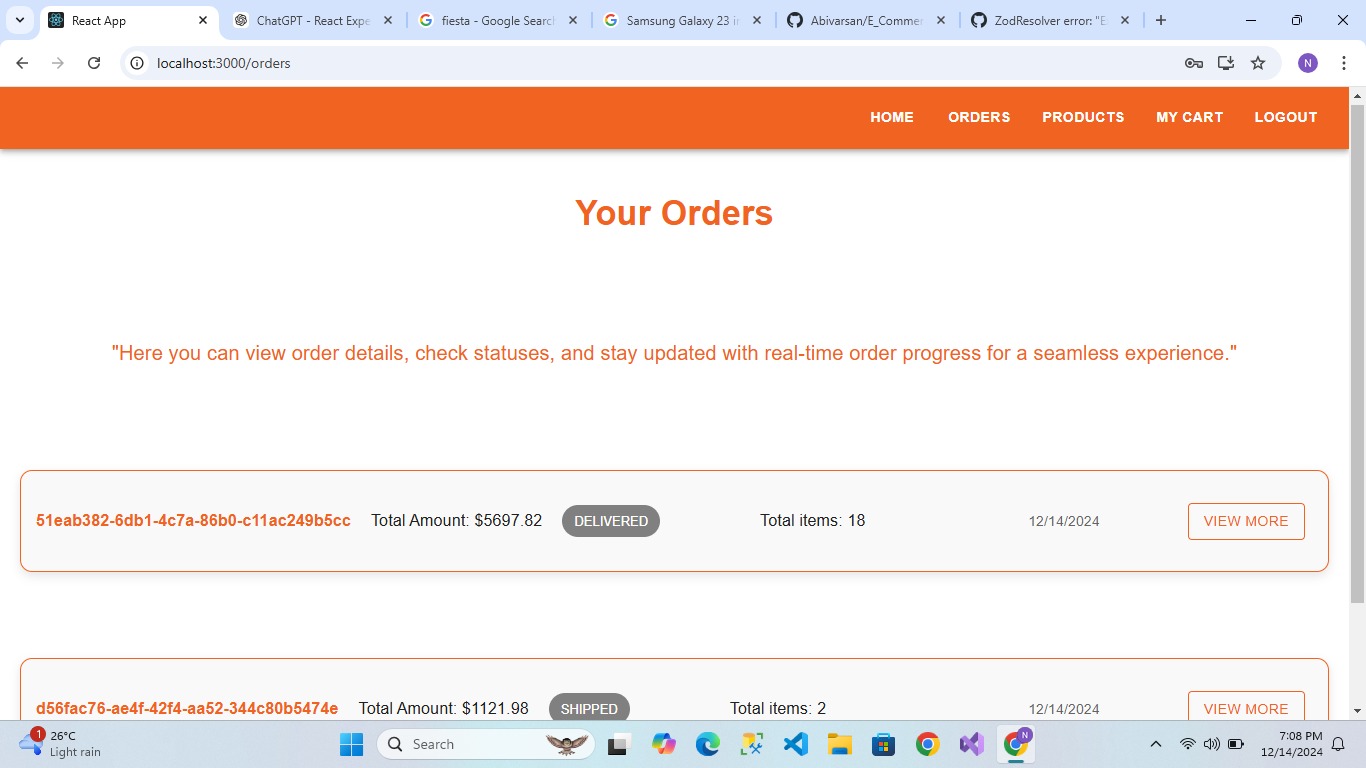 React App
ChatGPT - React Expe
fiesta - Google Search
Samsung Galaxy 23 i
Abivarsan/E_Commer
ZodResolver error: "E
localhost:3000/orders
N
HOME ORDERS PRODUCTS MY CART LOGOUT
Your Orders
"Here you can view order details, check statuses, and stay updated with real-time order progress for a seamless experience."
51eab382-6db1-4c7a-86b0-c11ac249b5cc Total Amount: $5697.82 DELIVERED Total items: 18 12/14/2024 VIEW MORE
d56fac76-ae4f-42f4-aa52-344c80b5474e Total Amount: $1121.98 SHIPPED Total items: 2 12/14/2024 VIEW MORE
1
26°C
Light rain
Search
N
7:08 PM
12/14/2024